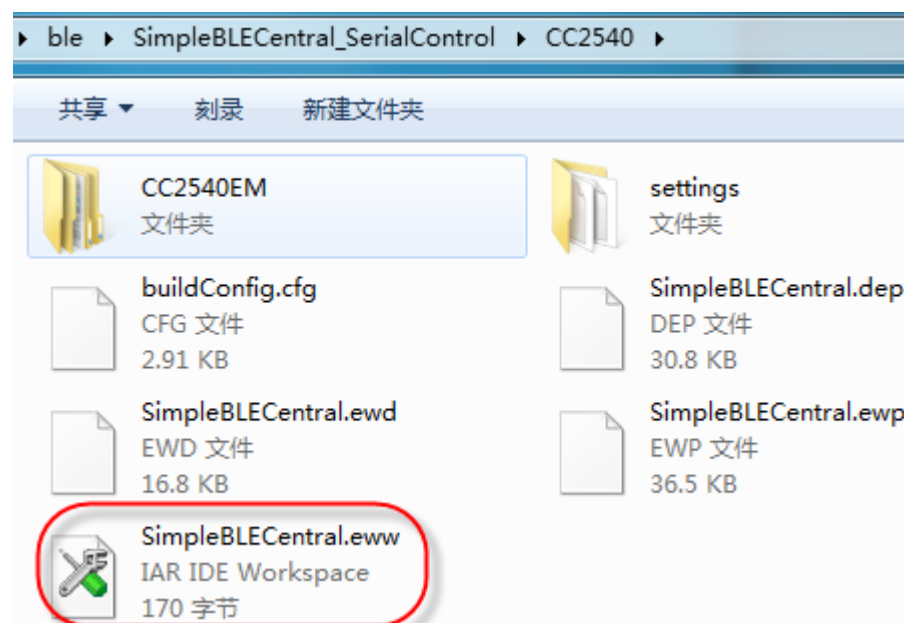 ble SimpleBLECentral_SerialControl CC2540
共享 刻录 新建文件夹
CC2540EM
文件夹
settings
文件夹
buildConfig.cfg
CFG 文件
2.91 KB
SimpleBLECentral.dep
DEP 文件
30.8 KB
SimpleBLECentral.ewd
EWD 文件
16.8 KB
SimpleBLECentral.ewp
EWP 文件
36.5 KB
SimpleBLECentral.eww
IAR IDE Workspace
170 字节